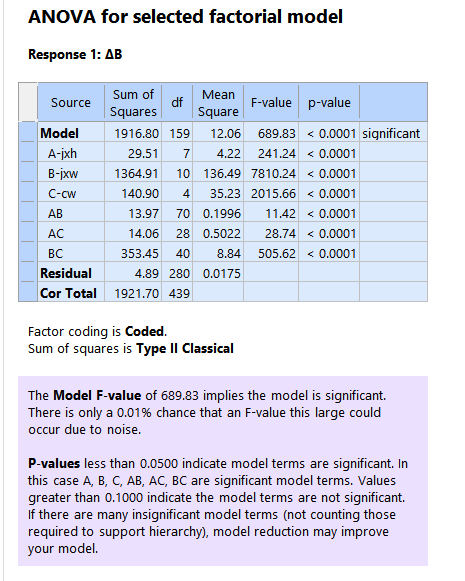 ANOVA for selected factorial model
Response 1: ΔB
Source Sum of Squares df Mean Square F-value p-value
Model 1916.80 159 12.06 689.83 < 0.0001 significant
A-jxh 29.51 7 4.22 241.24 < 0.0001
B-jxw 1364.91 10 136.49 7810.24 < 0.0001
C-cw 140.90 4 35.23 2015.66 < 0.0001
AB 13.97 70 0.1996 11.42 < 0.0001
AC 14.06 28 0.5022 28.74 < 0.0001
BC 353.45 40 8.84 505.62 < 0.0001
Residual 4.89 280 0.0175
Cor Total 1921.70 439
Factor coding is Coded.
Sum of squares is Type II Classical
The Model F-value of 689.83 implies the model is significant.
There is only a 0.01% chance that an F-value this large could
occur due to noise.
P-values less than 0.0500 indicate model terms are significant. In
this case A, B, C, AB, AC, BC are significant model terms. Values
greater than 0.1000 indicate the model terms are not significant.
If there are many insignificant model terms (not counting those
required to support hierarchy), model reduction may improve
your model.